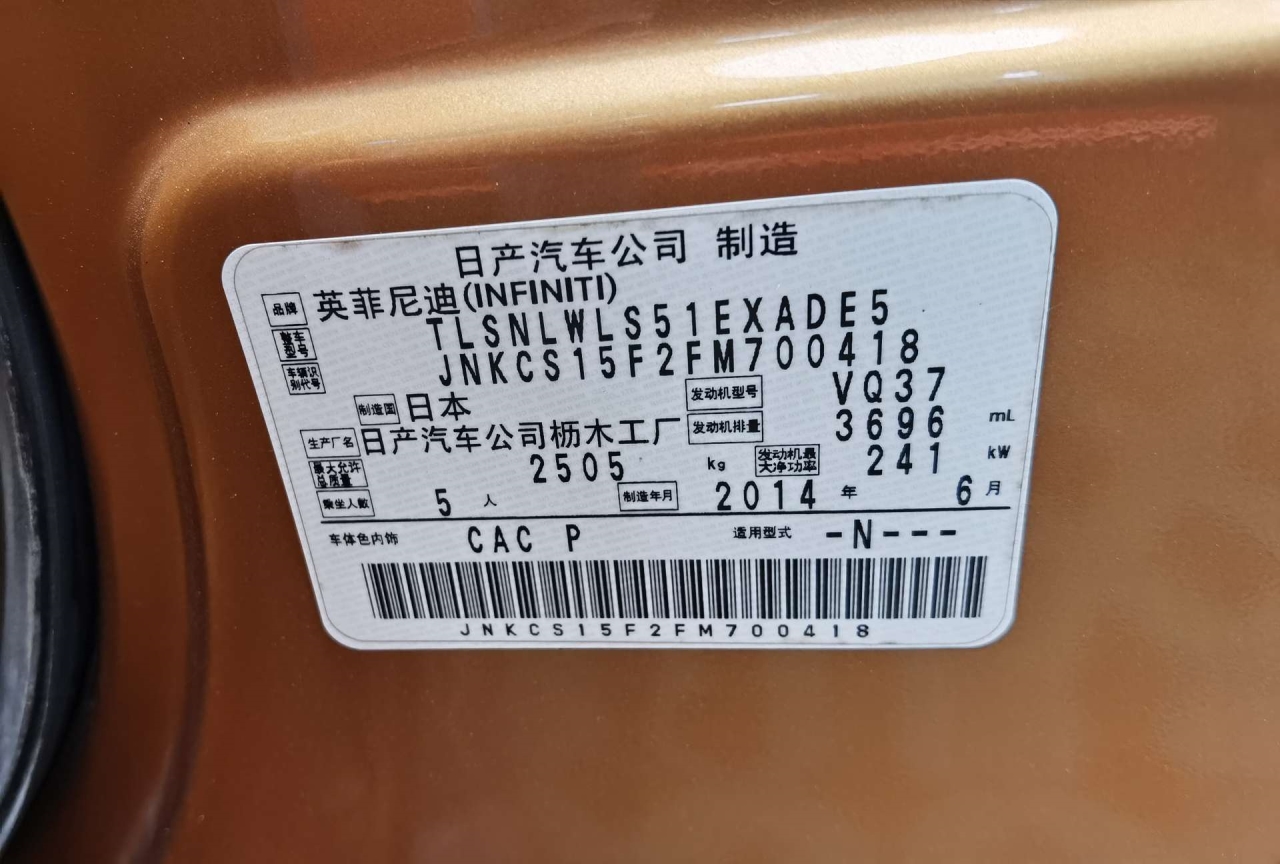 日产汽车公司 制造
品牌 英菲尼迪(INFINITI)
整车型号 TLSNLWLS51EXADE5
车辆识别代号 JNKCS15F2FM700418
制造国 日本 发动机型号 VQ37
生产厂名 日产汽车公司枥木工厂 发动机排量 3696 mL
最大允许总质量 2505 kg 发动机最大净功率 241 kW
乘坐人数 5 人 制造年月 2014 年 6 月
车体色内饰 CAC P 适用型式 -N---
JNKCS15F2FM700418